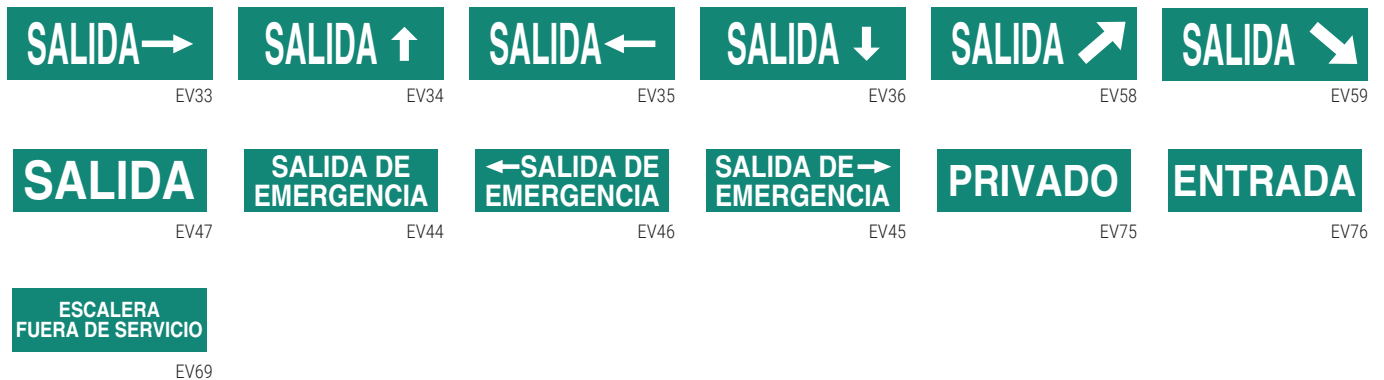 SALIDA→
EV33
SALIDA ↑
EV34
SALIDA←
EV35
SALIDA ↓
EV36
SALIDA ↗
EV58
SALIDA ↘
EV59
SALIDA
EV47
SALIDA DE
EMERGENCIA
EV44
←SALIDA DE
EMERGENCIA
EV46
SALIDA DE→
EMERGENCIA
EV45
PRIVADO
EV75
ENTRADA
EV76
ESCALERA
FUERA DE SERVICIO
EV69